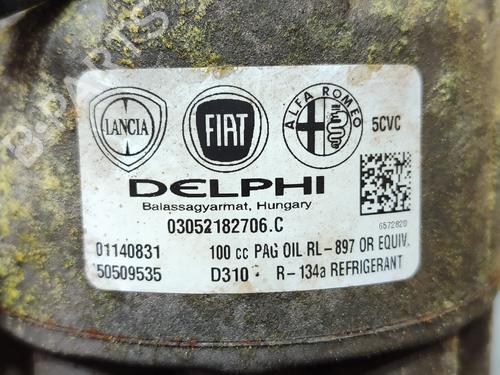 B-PARTS
LANCIA
FIAT
ALFA ROMEO
5CVC
DELPHI
Balassagyarmat, Hungary
03052182706.C
6572820
01140831 100 cc PAG OIL RL-897 OR EQUIV.
50509535 D310 R-134a REFRIGERANT